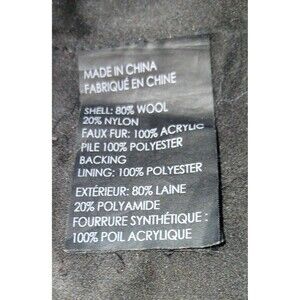 MADE IN CHINA
FABRIQUÉ EN CHINE
SHELL: 80% WOOL
20% NYLON
FAUX FUR: 100% ACRYLIC
PILE 100% POLYESTER
BACKING
LINING: 100% POLYESTER
EXTÉRIEUR: 80% LAINE
20% POLYAMIDE
FOURRURE SYNTHÉTIQUE :
100% POIL ACRYLIQUE